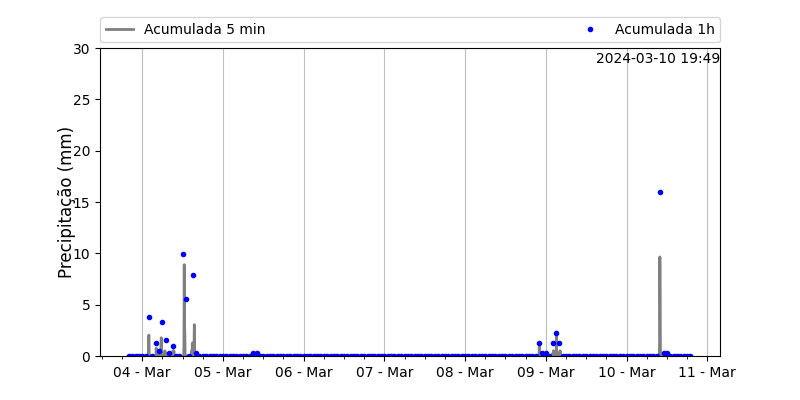 Acumulada 5 min
Acumulada 1h
2024-03-10 19:49
Precipitação (mm)
30
25
20
15
10
5
0
04 - Mar
05 - Mar
06 - Mar
07 - Mar
08 - Mar
09 - Mar
10 - Mar
11 - Mar